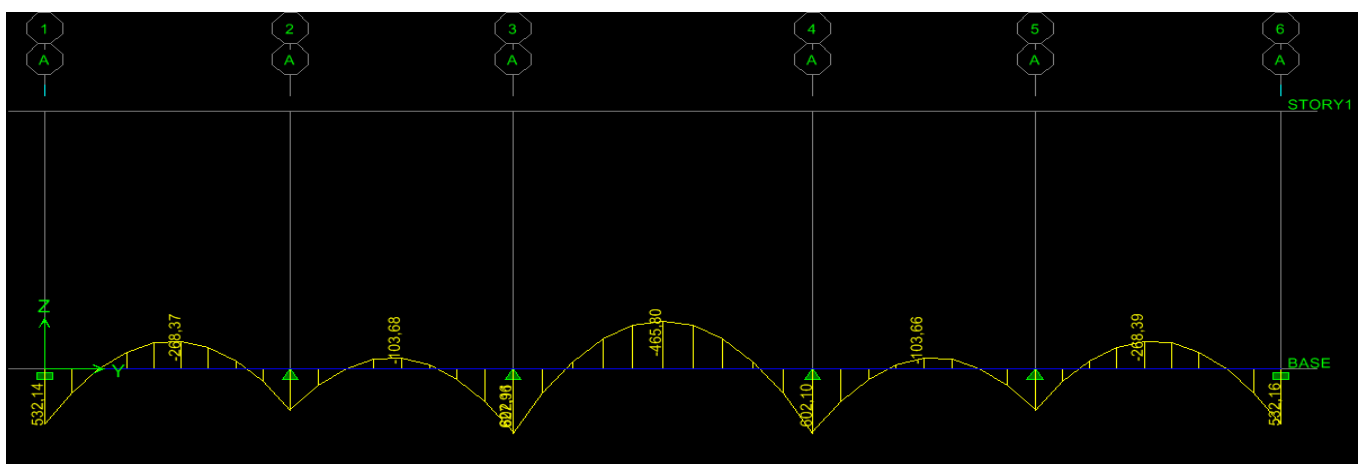 1 2 3 4 5 6
A A A A A A
STORY1
Z
-268,37 -103,68 -465,80 -103,66 -268,39
Y
BASE
532,14 602,10 532,16